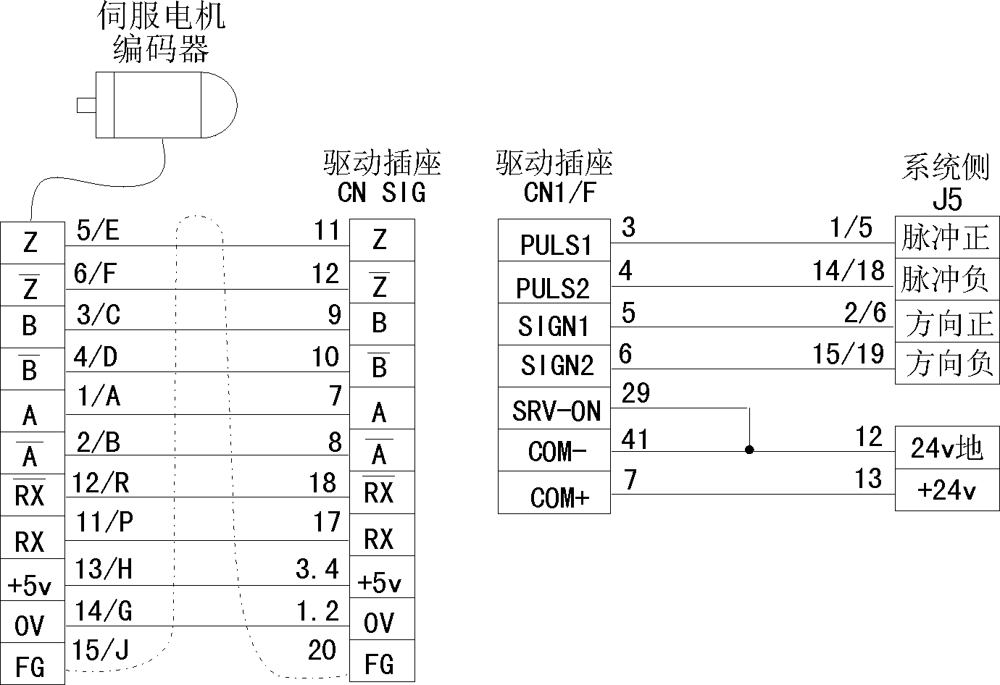 伺服电机
编码器
驱动插座
CN SIG
驱动插座
CN1/F
系统侧
J5
Z 5/E 11 Z
Z̅ 6/F 12 Z̅
B 3/C 9 B
B̅ 4/D 10 B̅
A 1/A 7 A
A̅ 2/B 8 A̅
R̅X̅ 12/R 18 R̅X̅
RX 11/P 17 RX
+5v 13/H 3.4 +5v
0V 14/G 1.2 0V
FG 15/J 20 FG
PULS1 3 1/5 脉冲正
PULS2 4 14/18 脉冲负
SIGN1 5 2/6 方向正
SIGN2 6 15/19 方向负
SRV-ON 29
COM- 41 12 24v地
COM+ 7 13 +24v